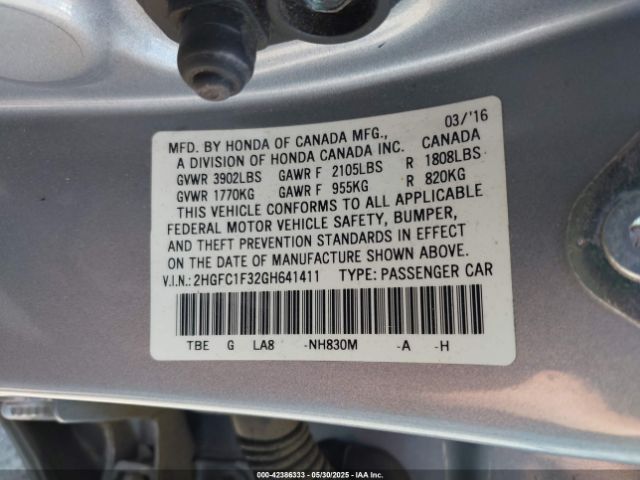 03/'16
MFD. BY HONDA OF CANADA MFG.,
A DIVISION OF HONDA CANADA INC. CANADA
GVWR 3902LBS GAWR F 2105LBS R 1808LBS
GVWR 1770KG GAWR F 955KG R 820KG
THIS VEHICLE CONFORMS TO ALL APPLICABLE
FEDERAL MOTOR VEHICLE SAFETY, BUMPER,
AND THEFT PREVENTION STANDARDS IN EFFECT
ON THE DATE OF MANUFACTURE SHOWN ABOVE.
V.I.N.: 2HGFC1F32GH641411 TYPE: PASSENGER CAR
TBE G LA8 -NH830M -A -H
000-42386333 - 05/30/2025 - IAA Inc.